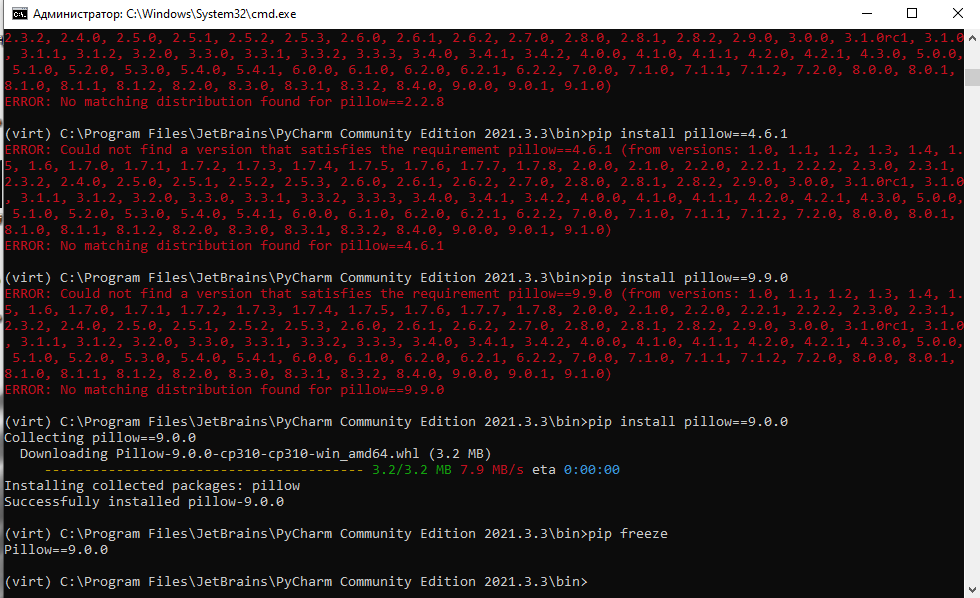 Администратор: C:\Windows\System32\cmd.exe
2.3.2, 2.4.0, 2.5.0, 2.5.1, 2.5.2, 2.5.3, 2.6.0, 2.6.1, 2.6.2, 2.7.0, 2.8.0, 2.8.1, 2.8.2, 2.9.0, 3.0.0, 3.1.0rc1, 3.1.0
, 3.1.1, 3.1.2, 3.2.0, 3.3.0, 3.3.1, 3.3.2, 3.3.3, 3.4.0, 3.4.1, 3.4.2, 4.0.0, 4.1.0, 4.1.1, 4.2.0, 4.2.1, 4.3.0, 5.0.0,
5.1.0, 5.2.0, 5.3.0, 5.4.0, 5.4.1, 6.0.0, 6.1.0, 6.2.0, 6.2.1, 6.2.2, 7.0.0, 7.1.0, 7.1.1, 7.1.2, 7.2.0, 8.0.0, 8.0.1,
8.1.0, 8.1.1, 8.1.2, 8.2.0, 8.3.0, 8.3.1, 8.3.2, 8.4.0, 9.0.0, 9.0.1, 9.1.0)
ERROR: No matching distribution found for pillow==2.2.8
(virt) C:\Program Files\JetBrains\PyCharm Community Edition 2021.3.3\bin>pip install pillow==4.6.1
ERROR: Could not find a version that satisfies the requirement pillow==4.6.1 (from versions: 1.0, 1.1, 1.2, 1.3, 1.4, 1.
5, 1.6, 1.7.0, 1.7.1, 1.7.2, 1.7.3, 1.7.4, 1.7.5, 1.7.6, 1.7.7, 1.7.8, 2.0.0, 2.1.0, 2.2.0, 2.2.1, 2.2.2, 2.3.0, 2.3.1,
2.3.2, 2.4.0, 2.5.0, 2.5.1, 2.5.2, 2.5.3, 2.6.0, 2.6.1, 2.6.2, 2.7.0, 2.8.0, 2.8.1, 2.8.2, 2.9.0, 3.0.0, 3.1.0rc1, 3.1.0
, 3.1.1, 3.1.2, 3.2.0, 3.3.0, 3.3.1, 3.3.2, 3.3.3, 3.4.0, 3.4.1, 3.4.2, 4.0.0, 4.1.0, 4.1.1, 4.2.0, 4.2.1, 4.3.0, 5.0.0,
5.1.0, 5.2.0, 5.3.0, 5.4.0, 5.4.1, 6.0.0, 6.1.0, 6.2.0, 6.2.1, 6.2.2, 7.0.0, 7.1.0, 7.1.1, 7.1.2, 7.2.0, 8.0.0, 8.0.1,
8.1.0, 8.1.1, 8.1.2, 8.2.0, 8.3.0, 8.3.1, 8.3.2, 8.4.0, 9.0.0, 9.0.1, 9.1.0)
ERROR: No matching distribution found for pillow==4.6.1
(virt) C:\Program Files\JetBrains\PyCharm Community Edition 2021.3.3\bin>pip install pillow==9.9.0
ERROR: Could not find a version that satisfies the requirement pillow==9.9.0 (from versions: 1.0, 1.1, 1.2, 1.3, 1.4, 1.
5, 1.6, 1.7.0, 1.7.1, 1.7.2, 1.7.3, 1.7.4, 1.7.5, 1.7.6, 1.7.7, 1.7.8, 2.0.0, 2.1.0, 2.2.0, 2.2.1, 2.2.2, 2.3.0, 2.3.1,
2.3.2, 2.4.0, 2.5.0, 2.5.1, 2.5.2, 2.5.3, 2.6.0, 2.6.1, 2.6.2, 2.7.0, 2.8.0, 2.8.1, 2.8.2, 2.9.0, 3.0.0, 3.1.0rc1, 3.1.0
, 3.1.1, 3.1.2, 3.2.0, 3.3.0, 3.3.1, 3.3.2, 3.3.3, 3.4.0, 3.4.1, 3.4.2, 4.0.0, 4.1.0, 4.1.1, 4.2.0, 4.2.1, 4.3.0, 5.0.0,
5.1.0, 5.2.0, 5.3.0, 5.4.0, 5.4.1, 6.0.0, 6.1.0, 6.2.0, 6.2.1, 6.2.2, 7.0.0, 7.1.0, 7.1.1, 7.1.2, 7.2.0, 8.0.0, 8.0.1,
8.1.0, 8.1.1, 8.1.2, 8.2.0, 8.3.0, 8.3.1, 8.3.2, 8.4.0, 9.0.0, 9.0.1, 9.1.0)
ERROR: No matching distribution found for pillow==9.9.0
(virt) C:\Program Files\JetBrains\PyCharm Community Edition 2021.3.3\bin>pip install pillow==9.0.0
Collecting pillow==9.0.0
Downloading Pillow-9.0.0-cp310-cp310-win_amd64.whl (3.2 MB)
---------------------------------------- 3.2/3.2 MB 7.9 MB/s eta 0:00:00
Installing collected packages: pillow
Successfully installed pillow-9.0.0
(virt) C:\Program Files\JetBrains\PyCharm Community Edition 2021.3.3\bin>pip freeze
Pillow==9.0.0
(virt) C:\Program Files\JetBrains\PyCharm Community Edition 2021.3.3\bin>